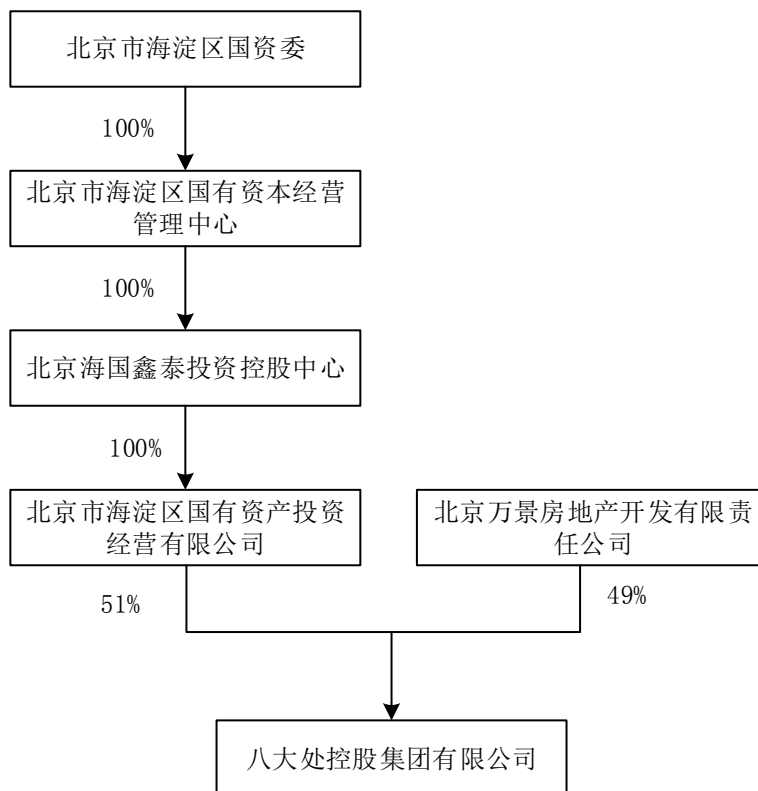 北京市海淀区国资委
100%
北京市海淀区国有资本经营
管理中心
100%
北京海国鑫泰投资控股中心
100%
北京市海淀区国有资产投资
经营有限公司
北京万景房地产开发有限责
任公司
51%
49%
八大处控股集团有限公司